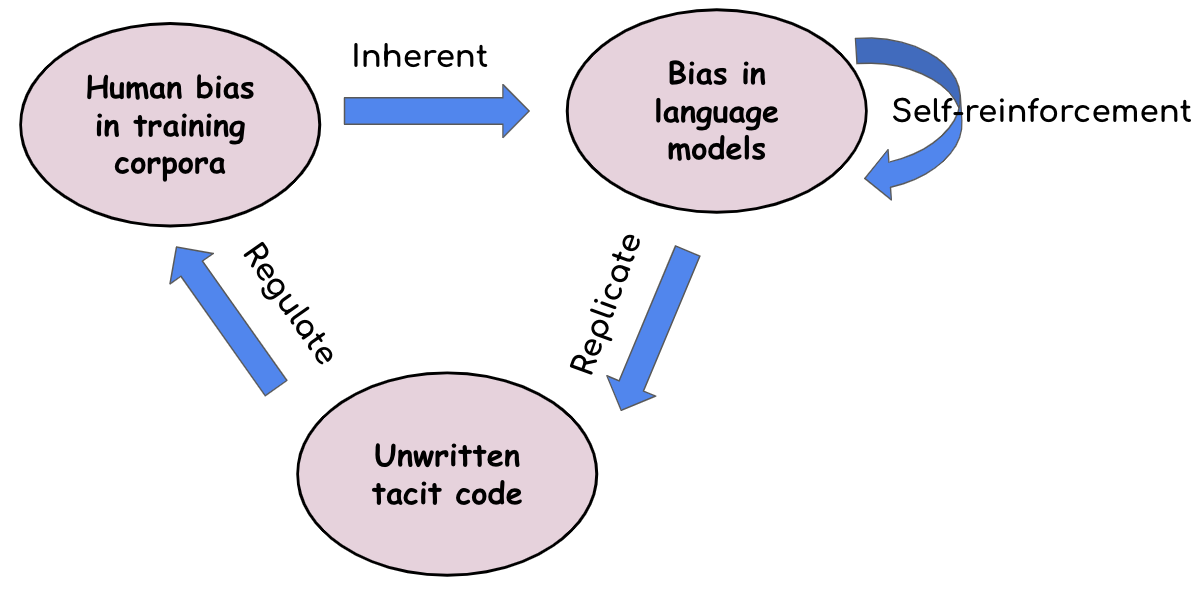 Human bias
in training
corpora
Inherent
Bias in
language
models
Self-reinforcement
Replicate
Regulate
Unwritten
tacit code